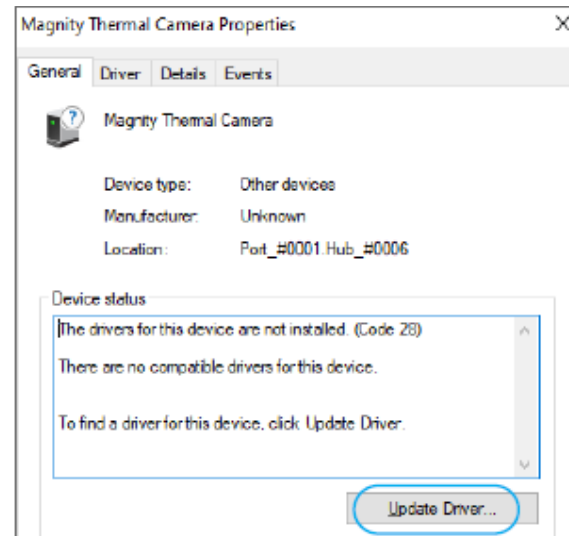 Magnity Thermal Camera Properties
General Driver Details Events
Magnity Thermal Camera
Device type: Other devices
Manufacturer: Unknown
Location: Port_#0001.Hub_#0006
Device status
The drivers for this device are not installed. (Code 28)
There are no compatible drivers for this device.
To find a driver for this device, click Update Driver.
Update Driver...